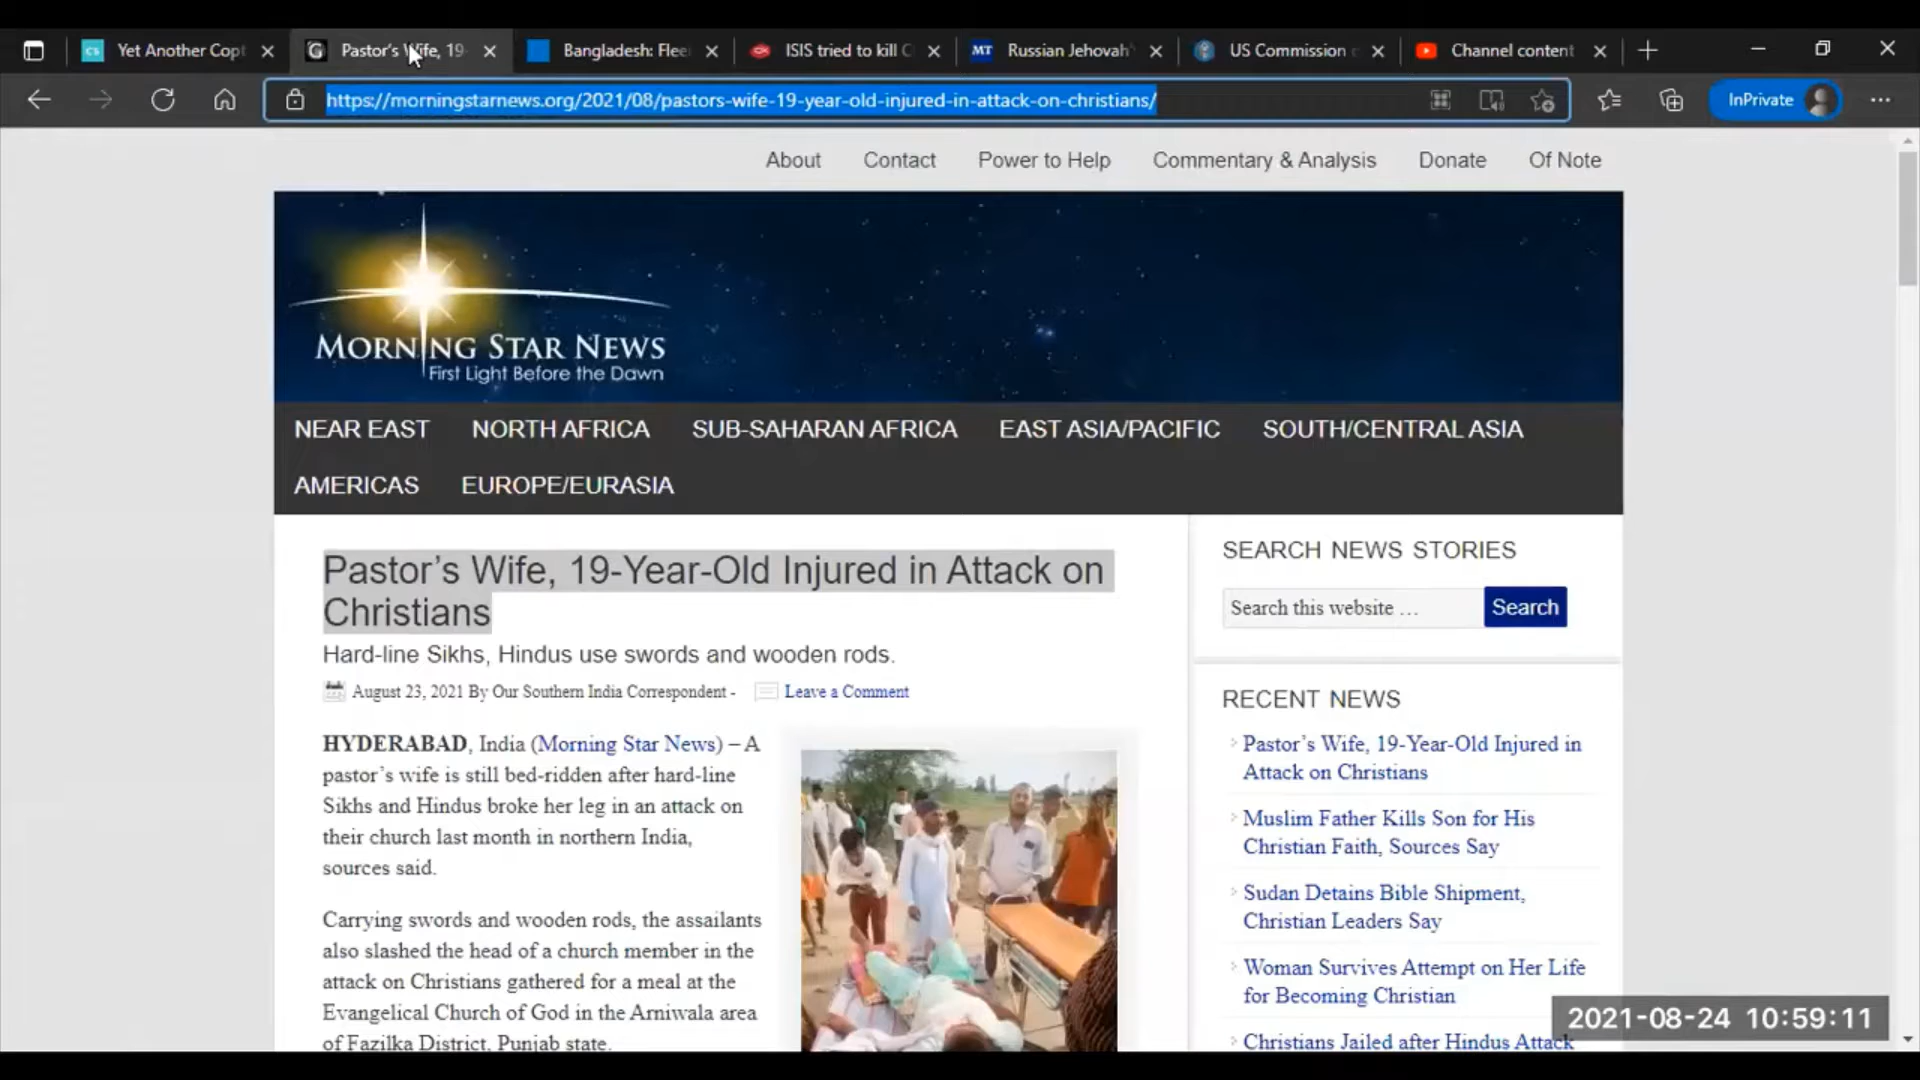 Yet Another Copt
Pastor's Wife, 19-
Bangladesh: Flee
ISIS tried to kill C
MT
Russian Jehovah'
US Commission
Channel content
https://morningstarnews.org/2021/08/pastors-wife-19-year-old-injured-in-attack-on-christians/
InPrivate
About
Contact
Power to Help
Commentary & Analysis
Donate
Of Note
MORNING STAR NEWS
First Light Before the Dawn
NEAR EAST
NORTH AFRICA
SUB-SAHARAN AFRICA
EAST ASIA/PACIFIC
SOUTH/CENTRAL ASIA
AMERICAS
EUROPE/EURASIA
Pastor's Wife, 19-Year-Old Injured in Attack on
Christians
Hard-line Sikhs, Hindus use swords and wooden rods.
August 23, 2021 By Our Southern India Correspondent -
Leave a Comment
HYDERABAD, India (Morning Star News) – A
pastor's wife is still bed-ridden after hard-line
Sikhs and Hindus broke her leg in an attack on
their church last month in northern India,
sources said.
Carrying swords and wooden rods, the assailants
also slashed the head of a church member in the
attack on Christians gathered for a meal at the
Evangelical Church of God in the Arniwala area
of Fazilka District, Punjab state.
SEARCH NEWS STORIES
Search this website …
Search
RECENT NEWS
Pastor's Wife, 19-Year-Old Injured in
Attack on Christians
Muslim Father Kills Son for His
Christian Faith, Sources Say
Sudan Detains Bible Shipment,
Christian Leaders Say
Woman Survives Attempt on Her Life
for Becoming Christian
Christians Jailed after Hindus Attack
2021-08-24 10:59:11